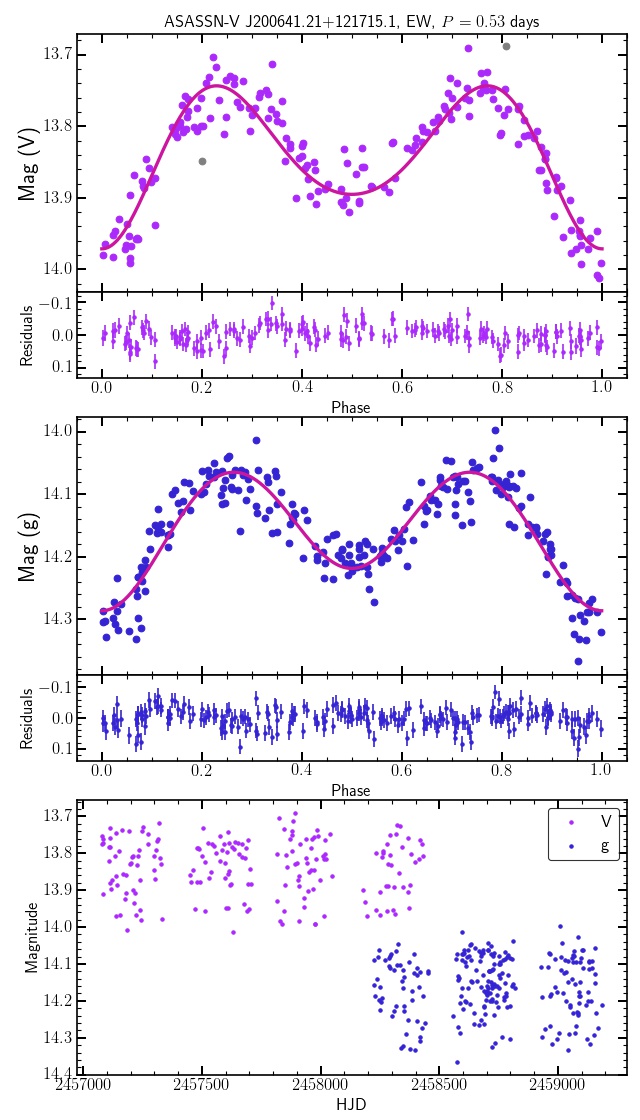 ASASSN-V J200641.21+121715.1, EW, P = 0.53 days
13.7
13.8
13.9
14.0
Mag (V)
−0.1
0.0
0.1
Residuals
0.0 0.2 0.4 0.6 0.8 1.0
Phase
14.0
14.1
14.2
14.3
Mag (g)
−0.1
0.0
0.1
Residuals
0.0 0.2 0.4 0.6 0.8 1.0
Phase
13.7
13.8
13.9
14.0
14.1
14.2
14.3
14.4
Magnitude
V
g
2457000 2457500 2458000 2458500 2459000
HJD